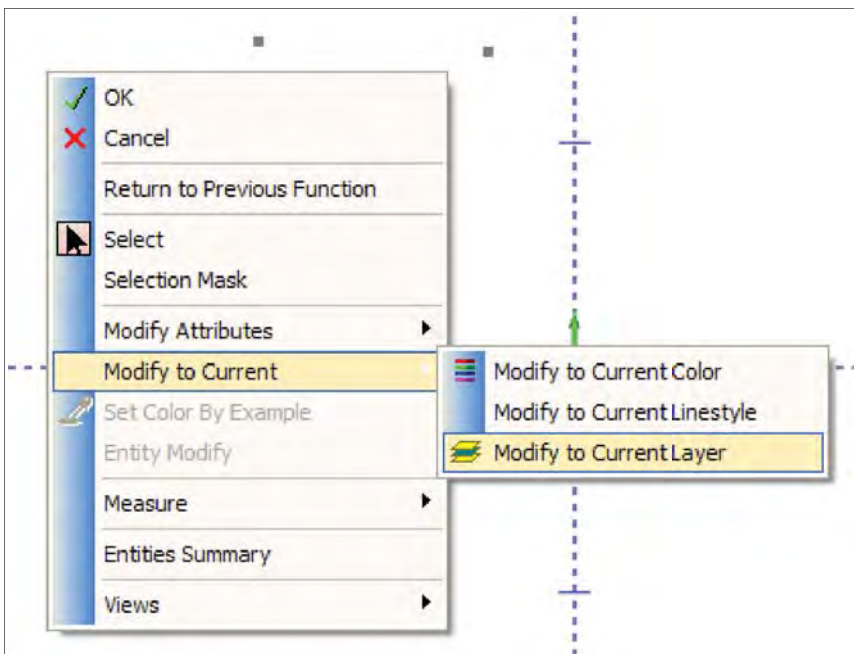 OK
Cancel
Return to Previous Function
Select
Selection Mask
Modify Attributes
Modify to Current
Set Color By Example
Entity Modify
Measure
Entities Summary
Views
Modify to Current Color
Modify to Current Linestyle
Modify to Current Layer